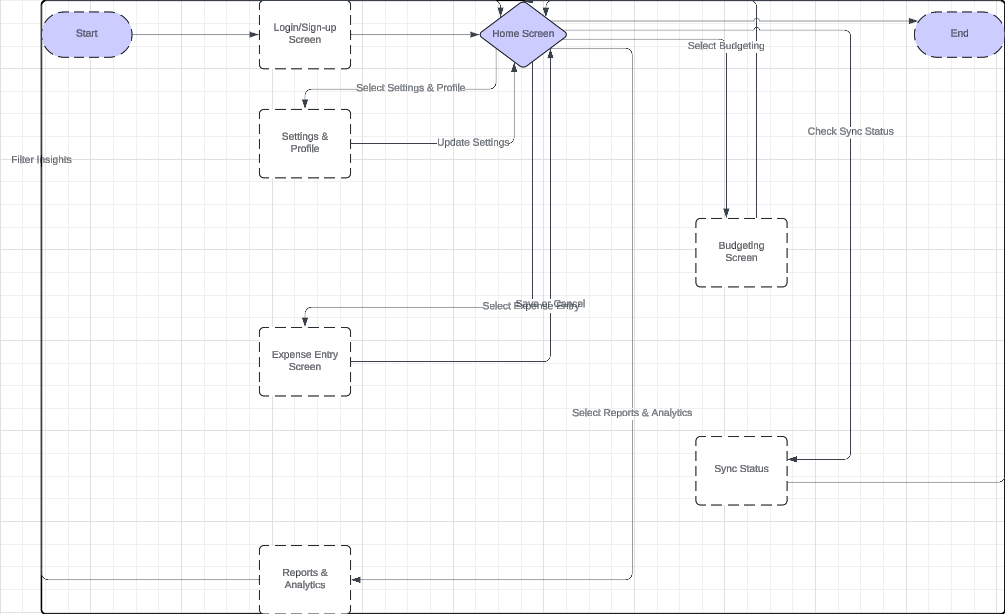 Start
Login/Sign-up
Screen
Home Screen
End
Select Budgeting
Select Settings & Profile
Check Sync Status
Settings &
Profile
Update Settings
Filter Insights
Budgeting
Screen
Save or Cancel
Select Expense Entry
Expense Entry
Screen
Select Reports & Analytics
Sync Status
Reports &
Analytics